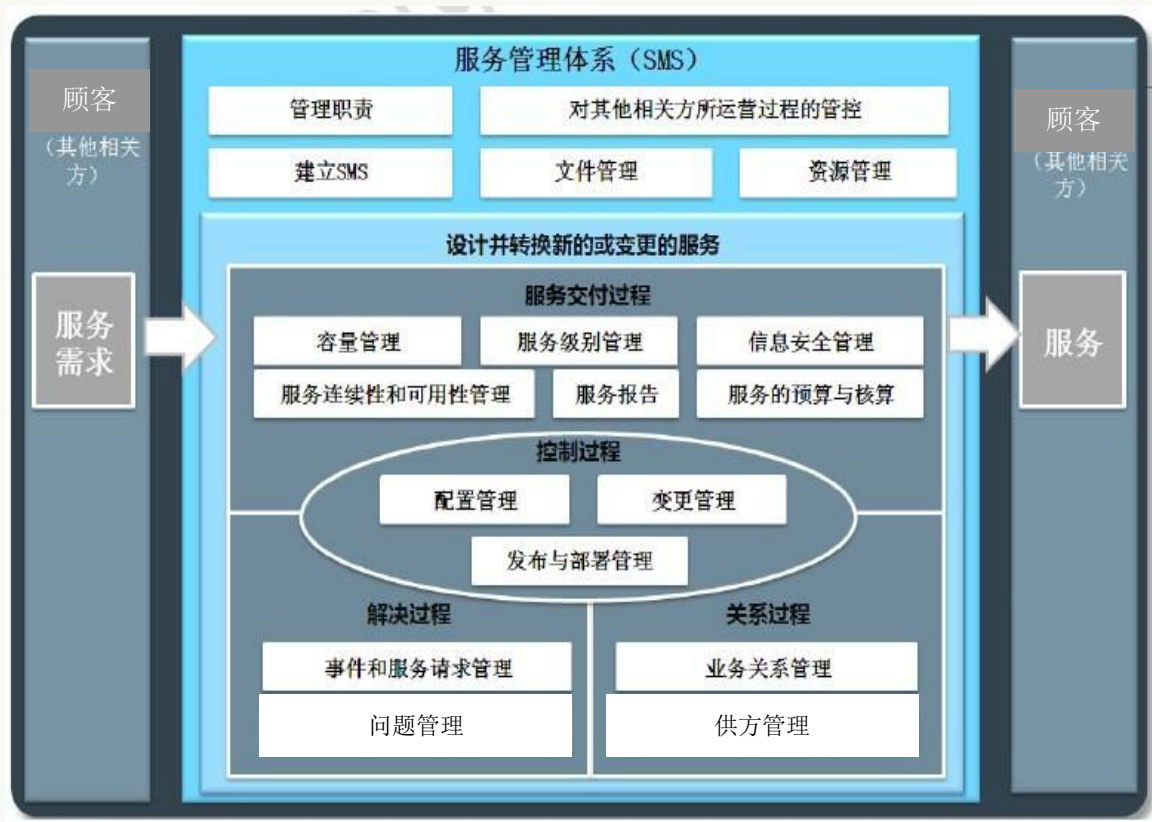 顾客
（其他相关
方）
服务
需求
服务管理体系（SMS）
管理职责
对其他相关方所运营过程的管控
建立SMS
文件管理
资源管理
设计并转换新的或变更的服务
服务交付过程
容量管理
服务级别管理
信息安全管理
服务连续性和可用性管理
服务报告
服务的预算与核算
控制过程
配置管理
变更管理
发布与部署管理
解决过程
事件和服务请求管理
问题管理
关系过程
业务关系管理
供方管理
顾客
（其他相关
方）
服务